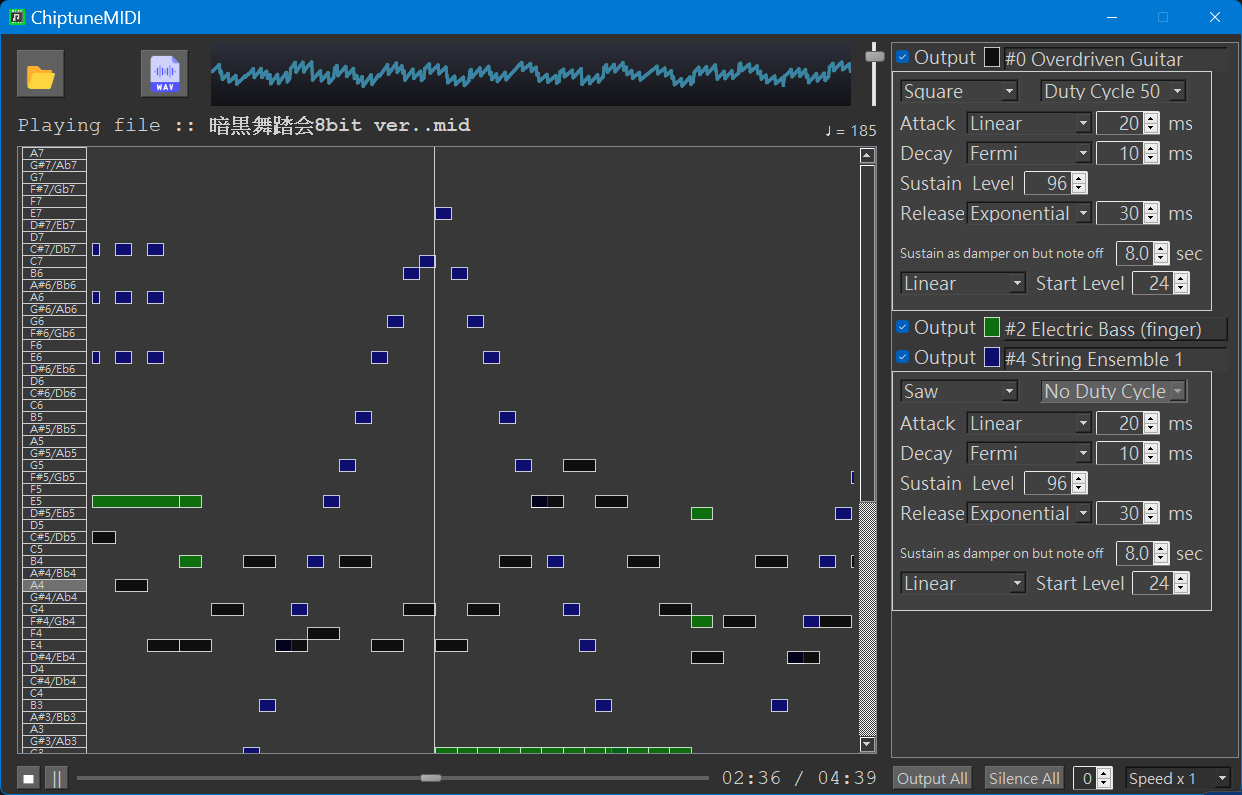 ChiptuneMIDI
WAV
Playing file :: 暗黒舞踏会8bit ver..mid
♩ = 185
A7
G#7/Ab7
G7
F#7/Gb7
F7
E7
D#7/Eb7
D7
C#7/Db7
C7
B6
A#6/Bb6
A6
G#6/Ab6
G6
F#6/Gb6
F6
E6
D#6/Eb6
D6
C#6/Db6
C6
B5
A#5/Bb5
A5
G#5/Ab5
G5
F#5/Gb5
F5
E5
D#5/Eb5
D5
C#5/Db5
C5
B4
A#4/Bb4
A4
G#4/Ab4
G4
F#4/Gb4
F4
E4
D#4/Eb4
D4
C#4/Db4
C4
B3
A#3/Bb3
A3
G#3/Ab3
G3
02:36 / 04:39
Output #0 Overdriven Guitar
Square Duty Cycle 50
Attack Linear 20 ms
Decay Fermi 10 ms
Sustain Level 96
Release Exponential 30 ms
Sustain as damper on but note off 8.0 sec
Linear Start Level 24
Output #2 Electric Bass (finger)
Output #4 String Ensemble 1
Saw No Duty Cycle
Attack Linear 20 ms
Decay Fermi 10 ms
Sustain Level 96
Release Exponential 30 ms
Sustain as damper on but note off 8.0 sec
Linear Start Level 24
Output All Silence All 0 Speed x 1